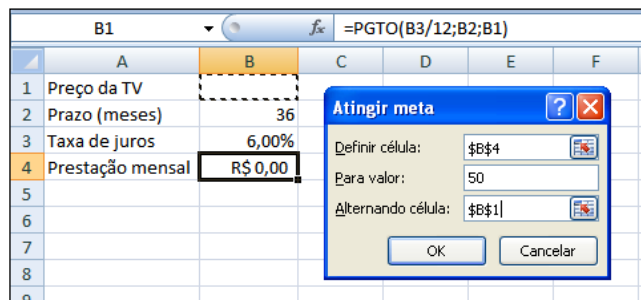 B1 fx =PGTO(B3/12;B2;B1)
A B C D E F
1 Preço da TV
2 Prazo (meses) 36
3 Taxa de juros 6,00%
4 Prestação mensal R$ 0,00
5
6
7
8
9
Atingir meta ?
Definir célula: $B$4
Para valor: 50
Alternando célula: $B$1
OK Cancelar